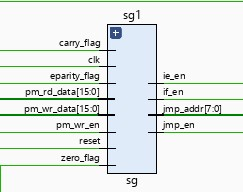 sg1
carry_flag
clk
eparity_flag
pm_rd_data[15:0]
pm_wr_data[15:0]
pm_wr_en
reset
zero_flag
ie_en
if_en
jmp_addr[7:0]
jmp_en
sg